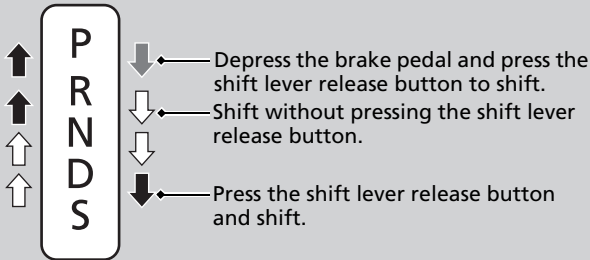 P
R
N
D
S
Depress the brake pedal and press the
shift lever release button to shift.
Shift without pressing the shift lever
release button.
Press the shift lever release button
and shift.